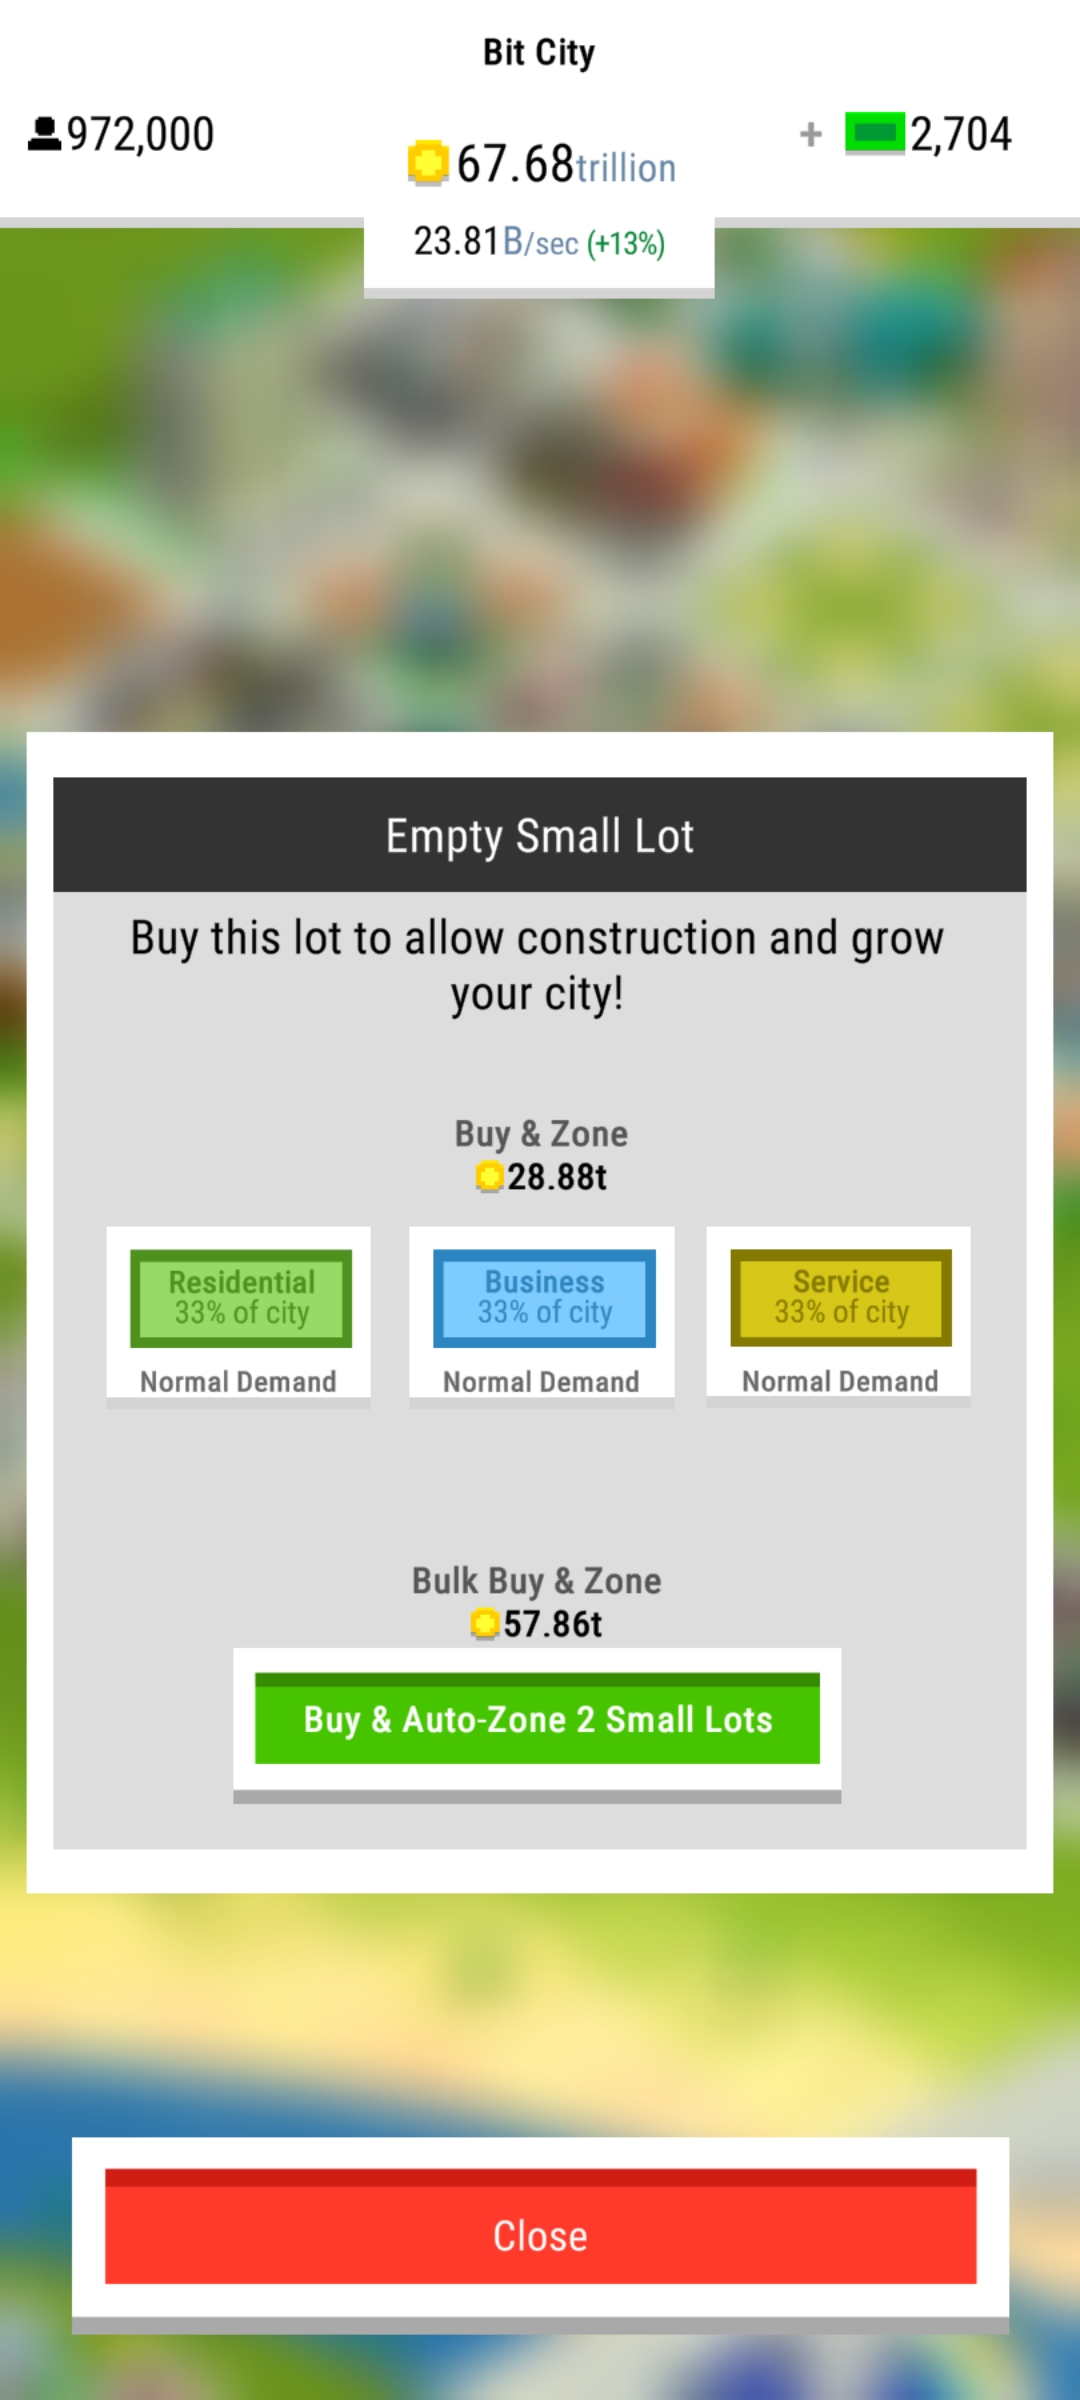 Bit City
972,000
67.68trillion
+ 2,704
23.81B/sec (+13%)
Empty Small Lot
Buy this lot to allow construction and grow
your city!
Buy & Zone
28.88t
Residential
33% of city
Normal Demand
Business
33% of city
Normal Demand
Service
33% of city
Normal Demand
Bulk Buy & Zone
57.86t
Buy & Auto-Zone 2 Small Lots
Close